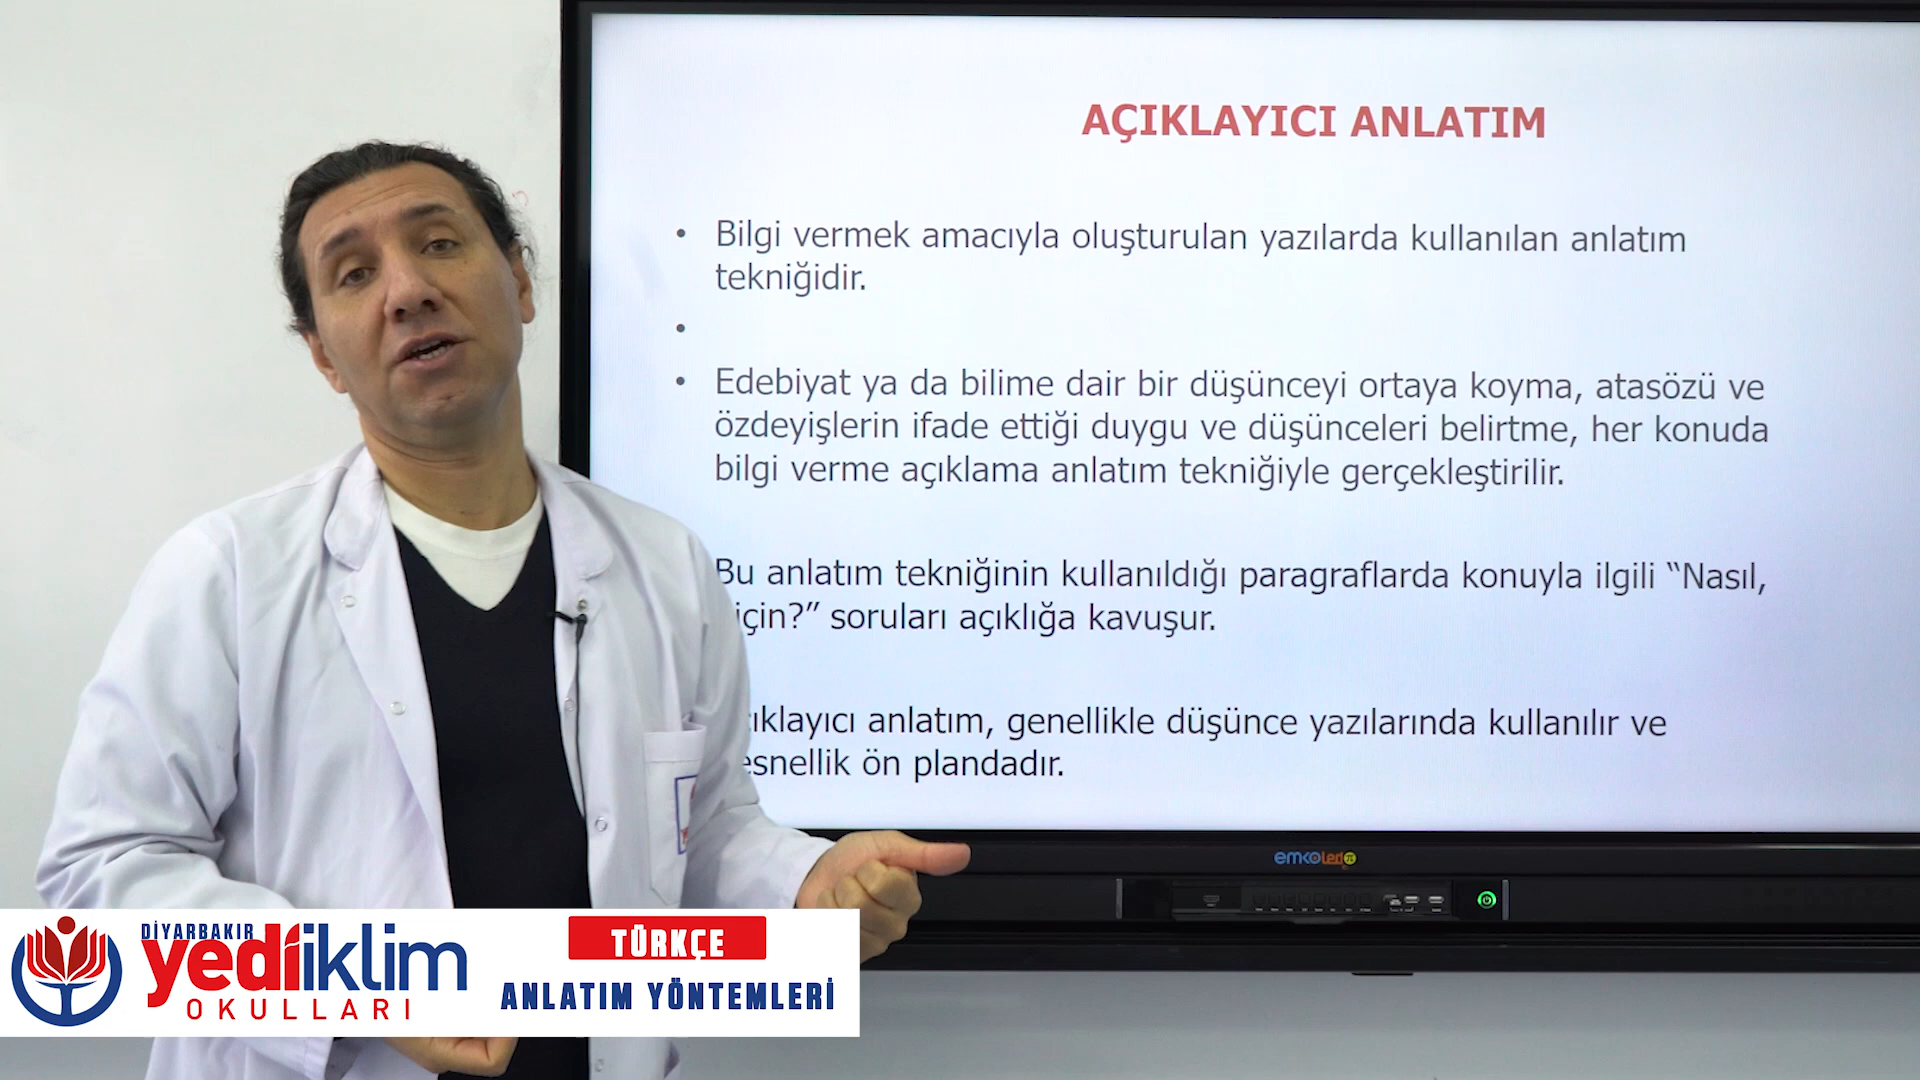 AÇIKLAYICI ANLATIM
• Bilgi vermek amacıyla oluşturulan yazılarda kullanılan anlatım
tekniğidir.
•
• Edebiyat ya da bilime dair bir düşünceyi ortaya koyma, atasözü ve
özdeyişlerin ifade ettiği duygu ve düşünceleri belirtme, her konuda
bilgi verme açıklama anlatım tekniğiyle gerçekleştirilir.
Bu anlatım tekniğinin kullanıldığı paragraflarda konuyla ilgili “Nasıl,
için?” soruları açıklığa kavuşur.
ıklayıcı anlatım, genellikle düşünce yazılarında kullanılır ve
esnellik ön plandadır.
emkoled
DİYARBAKIR
yediiklim
OKULLARI
TÜRKÇE
ANLATIM YÖNTEMLERİ